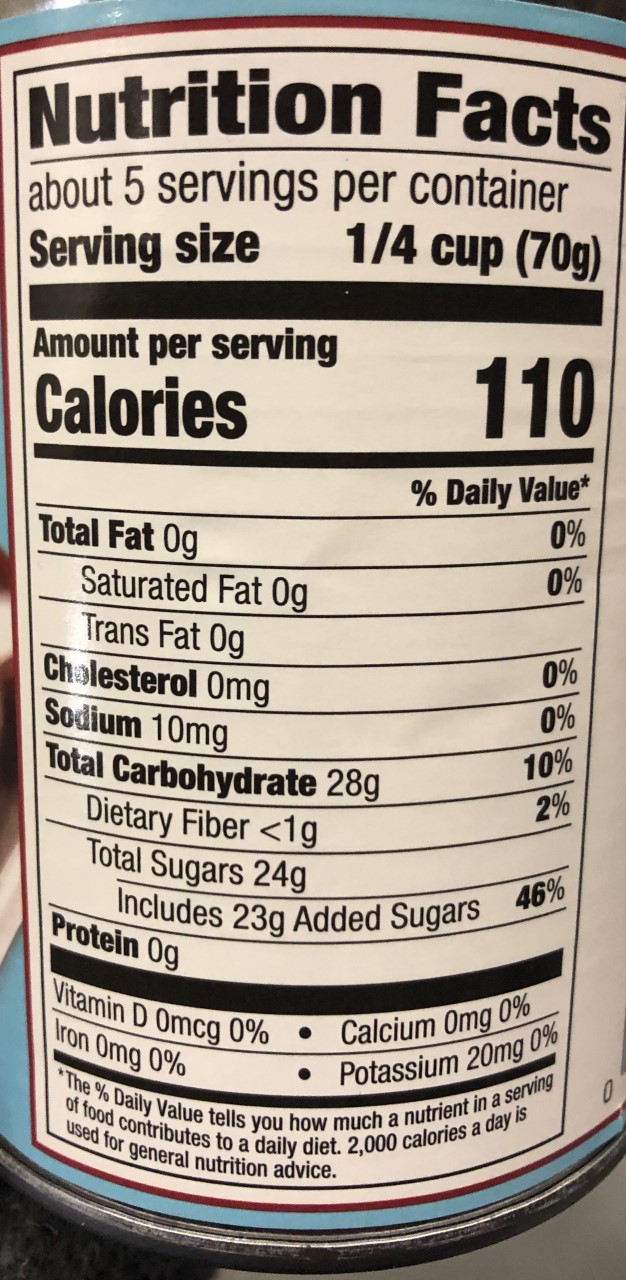 Nutrition Facts
about 5 servings per container
Serving size 1/4 cup (70g)
Amount per serving
Calories 110
% Daily Value*
Total Fat 0g 0%
Saturated Fat 0g 0%
Trans Fat 0g
Cholesterol 0mg 0%
Sodium 10mg 0%
Total Carbohydrate 28g 10%
Dietary Fiber <1g 2%
Total Sugars 24g
Includes 23g Added Sugars 46%
Protein 0g
Vitamin D 0mcg 0% • Calcium 0mg 0%
Iron 0mg 0% • Potassium 20mg 0%
*The % Daily Value tells you how much a nutrient in a serving
of food contributes to a daily diet. 2,000 calories a day is
used for general nutrition advice.
0